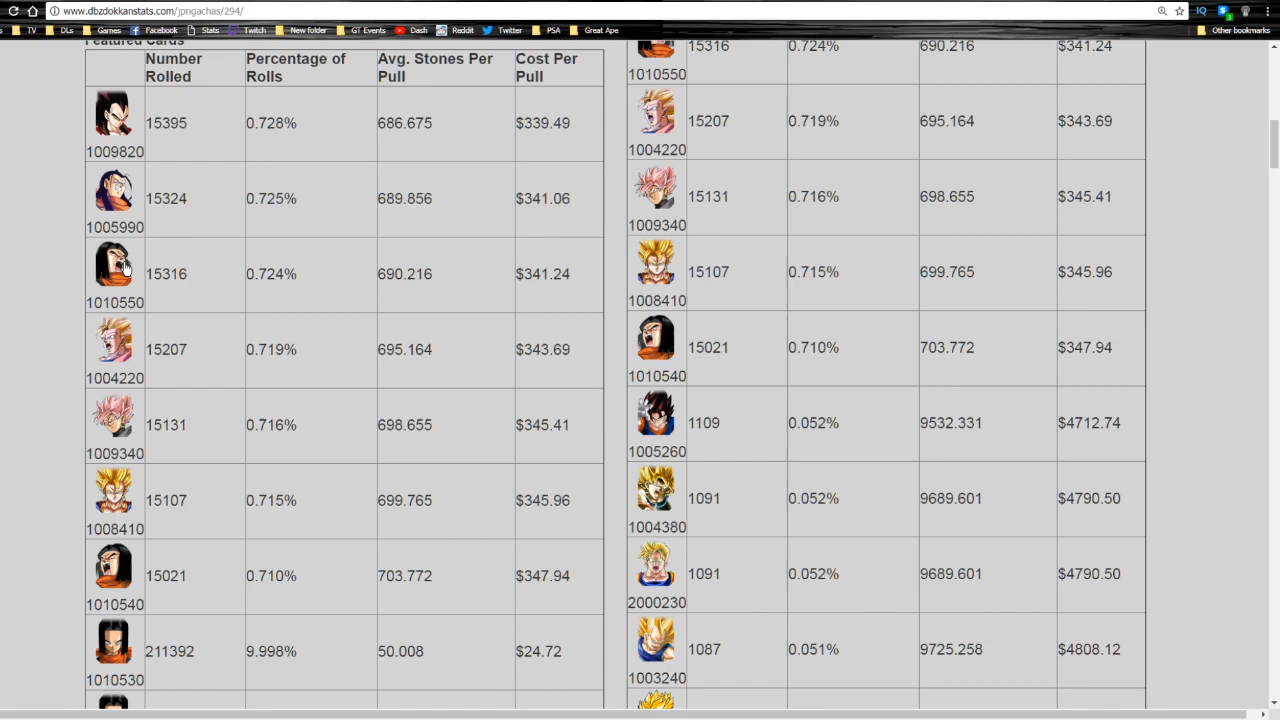 www.dbzdokkanstats.com/jpngachas/294/
TV DLs Games Facebook Stats Twitch New folder GT Events Dash Reddit Twitter PSA Great Ape Other bookmarks
Featured Cards
Number Rolled Percentage of Rolls Avg. Stones Per Pull Cost Per Pull
1009820 15395 0.728% 686.675 $339.49
1005990 15324 0.725% 689.856 $341.06
1010550 15316 0.724% 690.216 $341.24
1004220 15207 0.719% 695.164 $343.69
1009340 15131 0.716% 698.655 $345.41
1008410 15107 0.715% 699.765 $345.96
1010540 15021 0.710% 703.772 $347.94
1010530 211392 9.998% 50.008 $24.72
1010550 15316 0.724% 690.216 $341.24
1004220 15207 0.719% 695.164 $343.69
1009340 15131 0.716% 698.655 $345.41
1008410 15107 0.715% 699.765 $345.96
1010540 15021 0.710% 703.772 $347.94
1005260 1109 0.052% 9532.331 $4712.74
1004380 1091 0.052% 9689.601 $4790.50
2000230 1091 0.052% 9689.601 $4790.50
1003240 1087 0.051% 9725.258 $4808.12